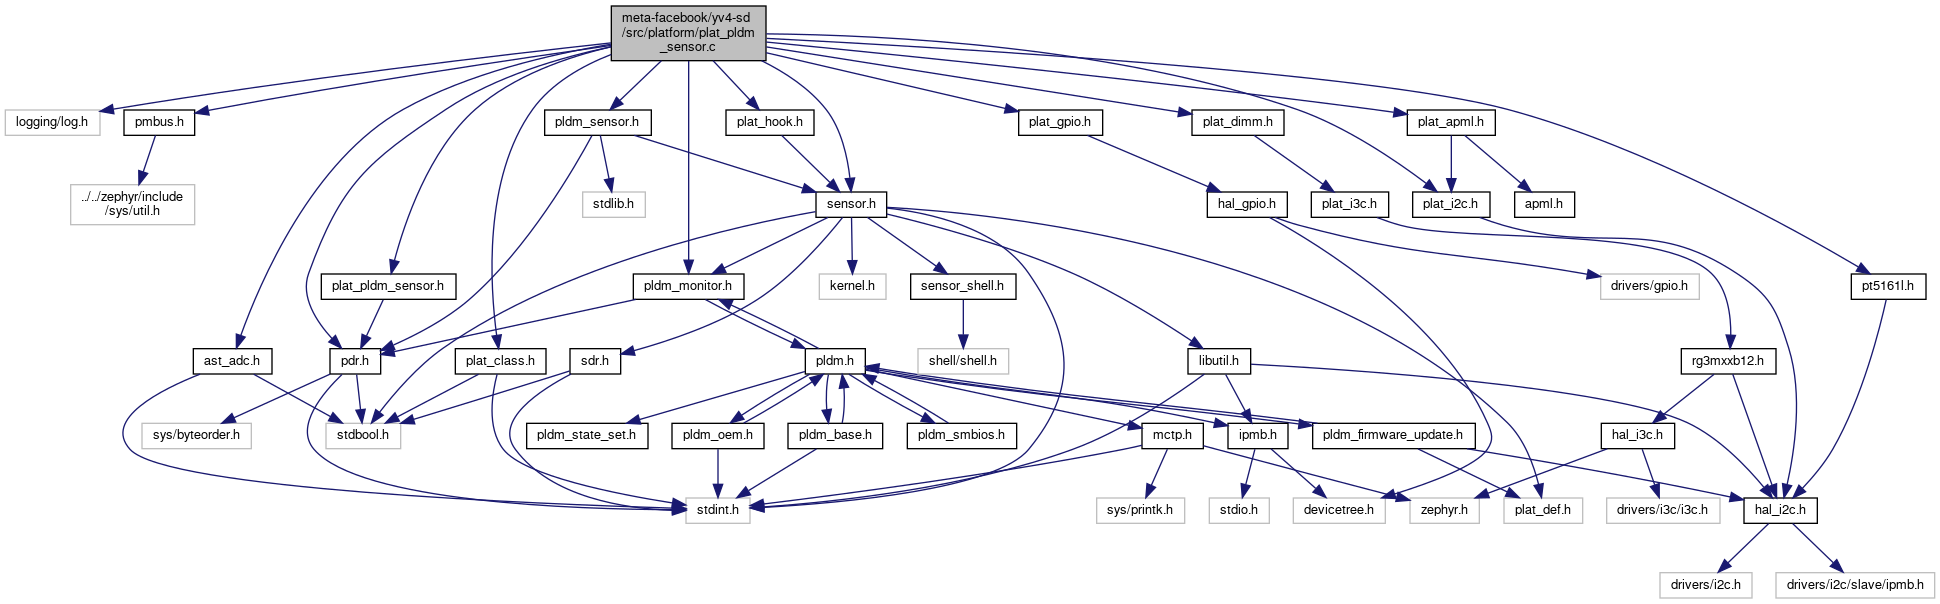 meta-facebook/yv4-sd
/src/platform/plat_pldm
_sensor.c
logging/log.h
pmbus.h
pldm_sensor.h
plat_hook.h
plat_gpio.h
plat_dimm.h
plat_apml.h
../../zephyr/include
/sys/util.h
stdlib.h
sensor.h
hal_gpio.h
plat_i3c.h
plat_i2c.h
apml.h
plat_pldm_sensor.h
pldm_monitor.h
kernel.h
sensor_shell.h
drivers/gpio.h
pt5161l.h
ast_adc.h
pdr.h
plat_class.h
sdr.h
pldm.h
shell/shell.h
libutil.h
rg3mxxb12.h
sys/byteorder.h
stdbool.h
pldm_state_set.h
pldm_oem.h
pldm_base.h
pldm_smbios.h
mctp.h
ipmb.h
pldm_firmware_update.h
hal_i3c.h
stdint.h
sys/printk.h
stdio.h
devicetree.h
zephyr.h
plat_def.h
drivers/i3c/i3c.h
hal_i2c.h
drivers/i2c.h
drivers/i2c/slave/ipmb.h